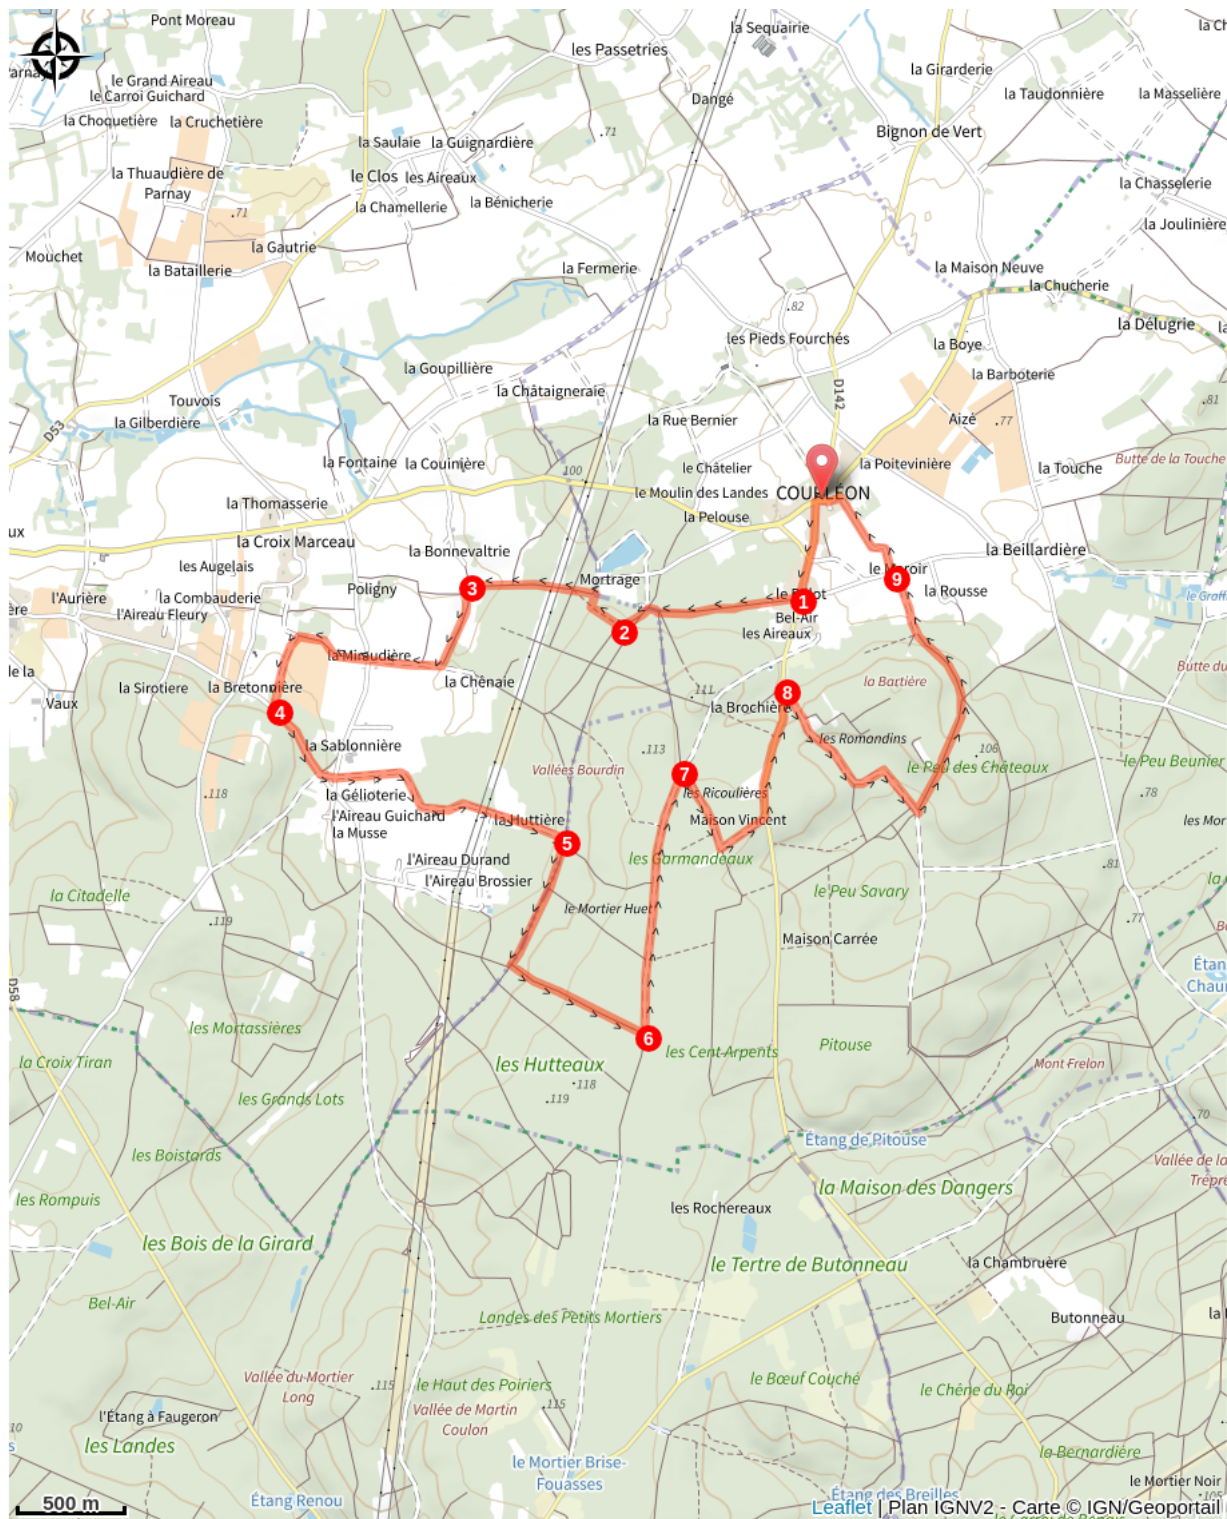 Pont Moreau
la Sequairie
les Passetries
la Girarderie
le Grand Aireau
le Carroi Guichard
la Taudonnière
la Masselière
Dangé
la Choquetière
la Cruchetière
.71
Bignon de Vert
la Saulaie
la Guignardière
la Thuaudière de
Parnay
le Clos
les Aireaux
la Chassellerie
la Chamellerie
la Bénicherie
.71
la Joulinière
Mouchet
la Gautrie
la Bataillerie
la Fermerie
la Maison Neuve
la Chucherie
.82
la Délugrie
les Pieds Fourchés
la Boye
la Goupillière
la Barboterie
la Châtaigneraie
D142
Touvois
.81
la Gilberdière
la Rue Bernier
Aizé
.77
D53
la Fontaine
la Couinière
le Châtelier
la Poitevinière
la Touche
Butte de la Touche
100
le Moulin des Landes
COURLÉON
la Thomasserie
la Pelouse
ux
la Croix Marceau
la Bonnevaltrie
la Beillardière
les Augelais
Mortrage
l'Aurière
la Combauderie
Poligny
3
9
la Rousse
1
l'Aireau Fleury
Bel-Air
2
les Aireaux
la Miraudière
de la
la Sirotiere
la Bretonnière
la Chênaie
la Bartière
Vaux
.111
8
la Brochière
4
la Sablonnière
.113
les Romandins
.106
Vallées Bourdin
7
le Peu des Châteaux
le Peu Beunier
.118
la Gélioterie
les Ricoulières
.78
l'Aireau Guichard
la Huttière
Maison Vincent
la Musse
5
l'Aireau Durand
les Garmandeaux
.81
l'Aireau Brossier
la Citadelle
le Peu Savary
.119
le Mortier Huet
.77
Maison Carrée
D58
les Mortassières
6
les Cent-Arpents
Pitouse
la Croix Tiran
les Hutteaux
Mont Frelon
.118
.119
les Grands Lots
.70
Étang de Pitouse
les Boistards
les Rompuis
la Maison des Dangers
les Rochereaux
les Bois de la Girard
le Tertre de Butonneau
la Chambruère
Bel-Air
Landes des Petits Mortiers
Butonneau
Vallée du Mortier
Long
.115
le Haut des Poiriers
le Bœuf Couché
le Chêne du Roi
.115
Vallée de Martin
Coulon
l'Étang à Faugeron
les Landes
la Bernardière
le Mortier Brise-
Fouasses
le Mortier Noir
Étang Renou
Étang des Breilles
500 m
Leaflet | Plan IGNV2 - Carte © IGN/Geoportail